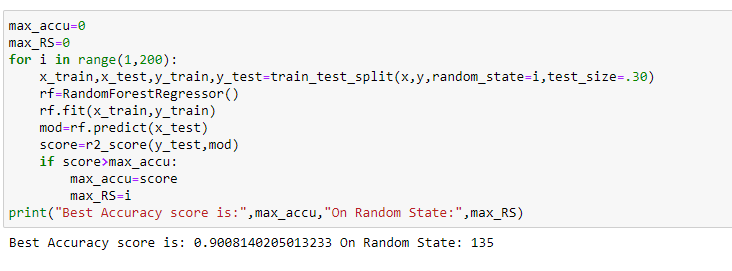 max_accu=0
max_RS=0
for i in range(1,200):
    x_train,x_test,y_train,y_test=train_test_split(x,y,random_state=i,test_size=.30)
    rf=RandomForestRegressor()
    rf.fit(x_train,y_train)
    mod=rf.predict(x_test)
    score=r2_score(y_test,mod)
    if score>max_accu:
        max_accu=score
        max_RS=i
print("Best Accuracy score is:",max_accu,"On Random State:",max_RS)
Best Accuracy score is: 0.9008140205013233 On Random State: 135